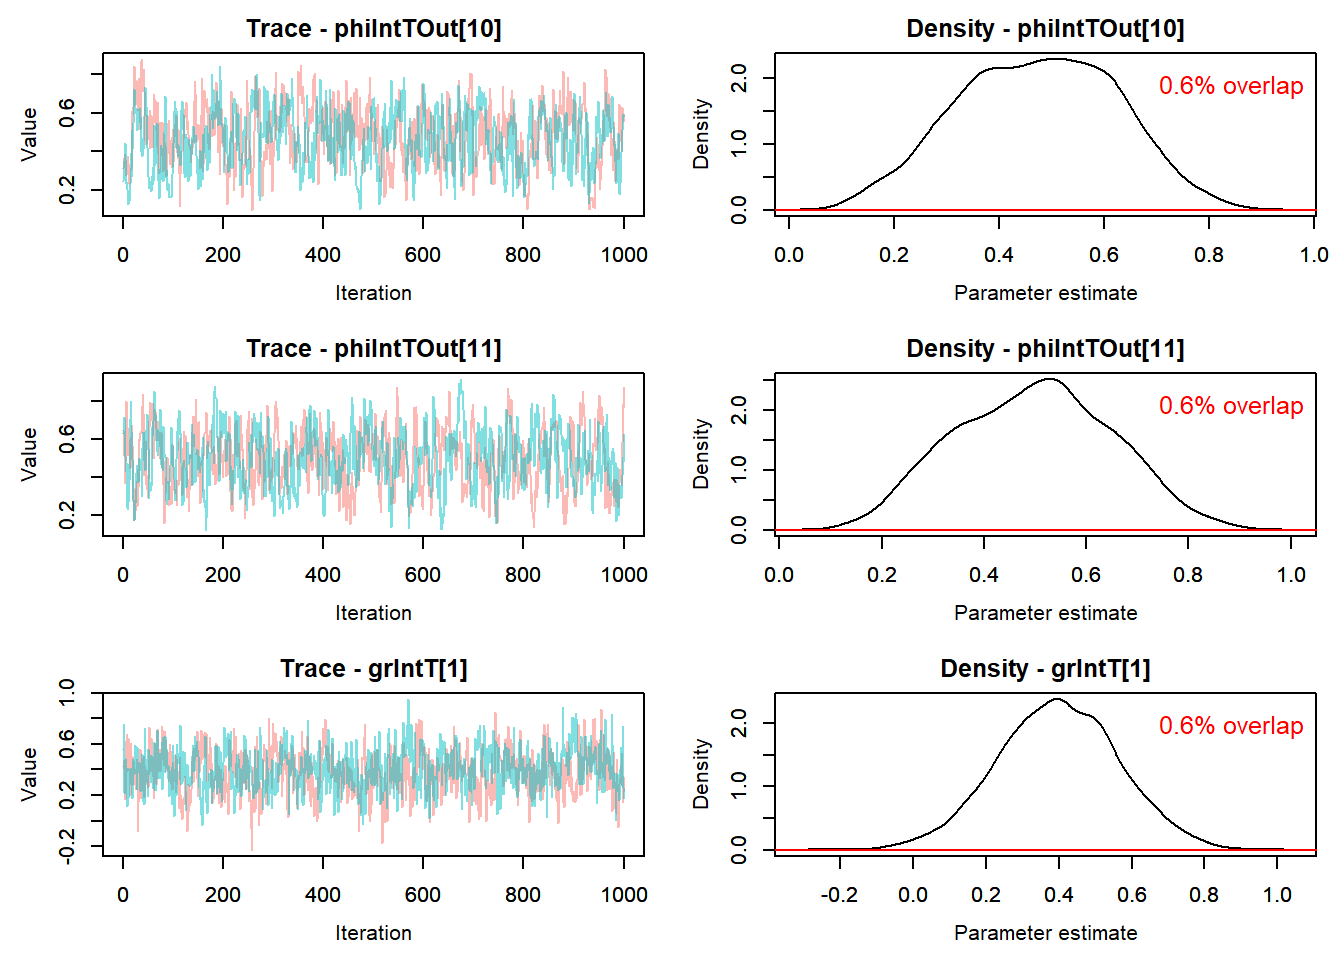 Trace - phiIntTOut[10]
Value
0.2
0.6
0
200
400
600
800
1000
Iteration
Density - phiIntTOut[10]
0.6% overlap
Density
0.0
1.0
2.0
0.0
0.2
0.4
0.6
0.8
1.0
Parameter estimate
Trace - phiIntTOut[11]
Value
0.2
0.6
0
200
400
600
800
1000
Iteration
Density - phiIntTOut[11]
0.6% overlap
Density
0.0
1.0
2.0
0.0
0.2
0.4
0.6
0.8
1.0
Parameter estimate
Trace - grIntT[1]
Value
-0.2
0.2
0.6
1.0
0
200
400
600
800
1000
Iteration
Density - grIntT[1]
0.6% overlap
Density
0.0
1.0
2.0
-0.2
0.0
0.2
0.4
0.6
0.8
1.0
Parameter estimate